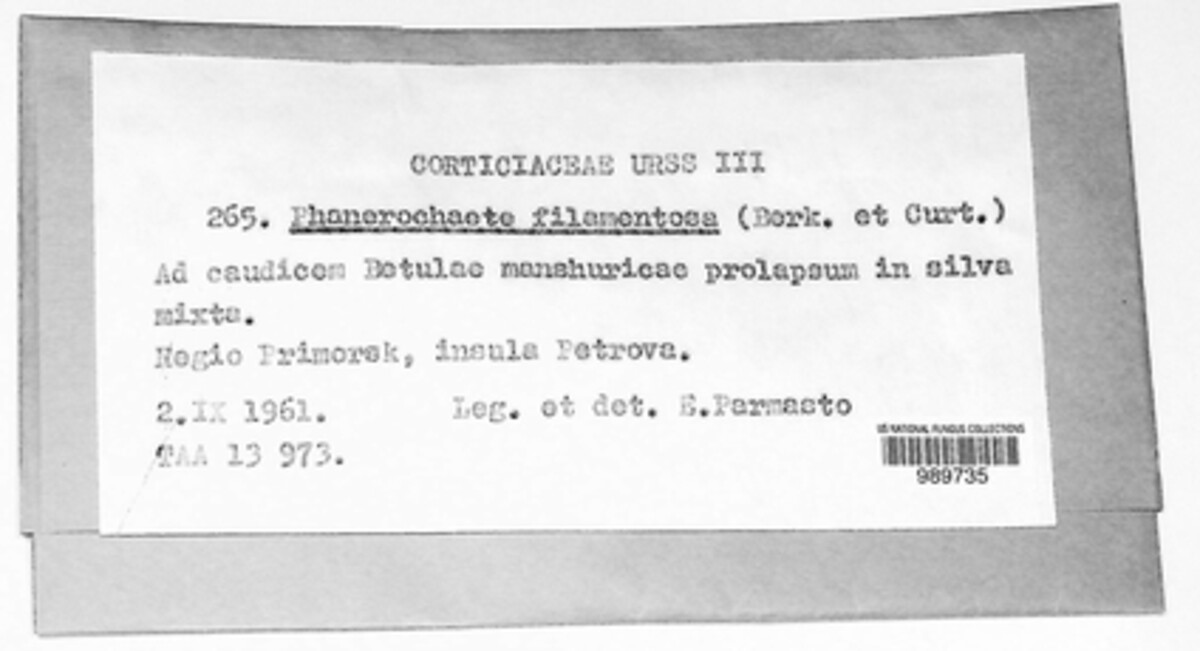 CORTICIACEAE URSS III
265. Phanerochaete filamentosa (Berk. et Curt.)
Ad caudicem Betulae manshuricae prolapsum in silva
mixta.
Regio Primorsk, insula Petrova.
2.IX 1961. Leg. et det. E.Parmasto
TAA 13 973.
US NATIONAL FUNGUS COLLECTIONS
989735